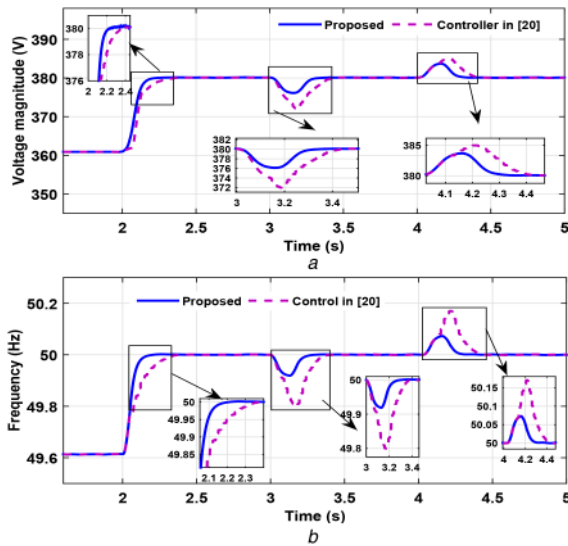 Proposed Controller in [20]
Voltage magnitude (V)
390
380
370
360
350
380
378
376
2 2.2 2.4
382
380
378
376
374
372
3 3.2 3.4
385
380
4.1 4.2 4.3 4.4
2 2.5 3 3.5 4 4.5 5
Time (s)
a
Proposed Control in [20]
Frequency (Hz)
50.2
50
49.8
49.6
50
49.95
49.9
49.85
2.1 2.2 2.3
50
49.9
49.8
3 3.2 3.4
50.15
50.1
50.05
50
4 4.2 4.4
2 2.5 3 3.5 4 4.5 5
Time (s)
b